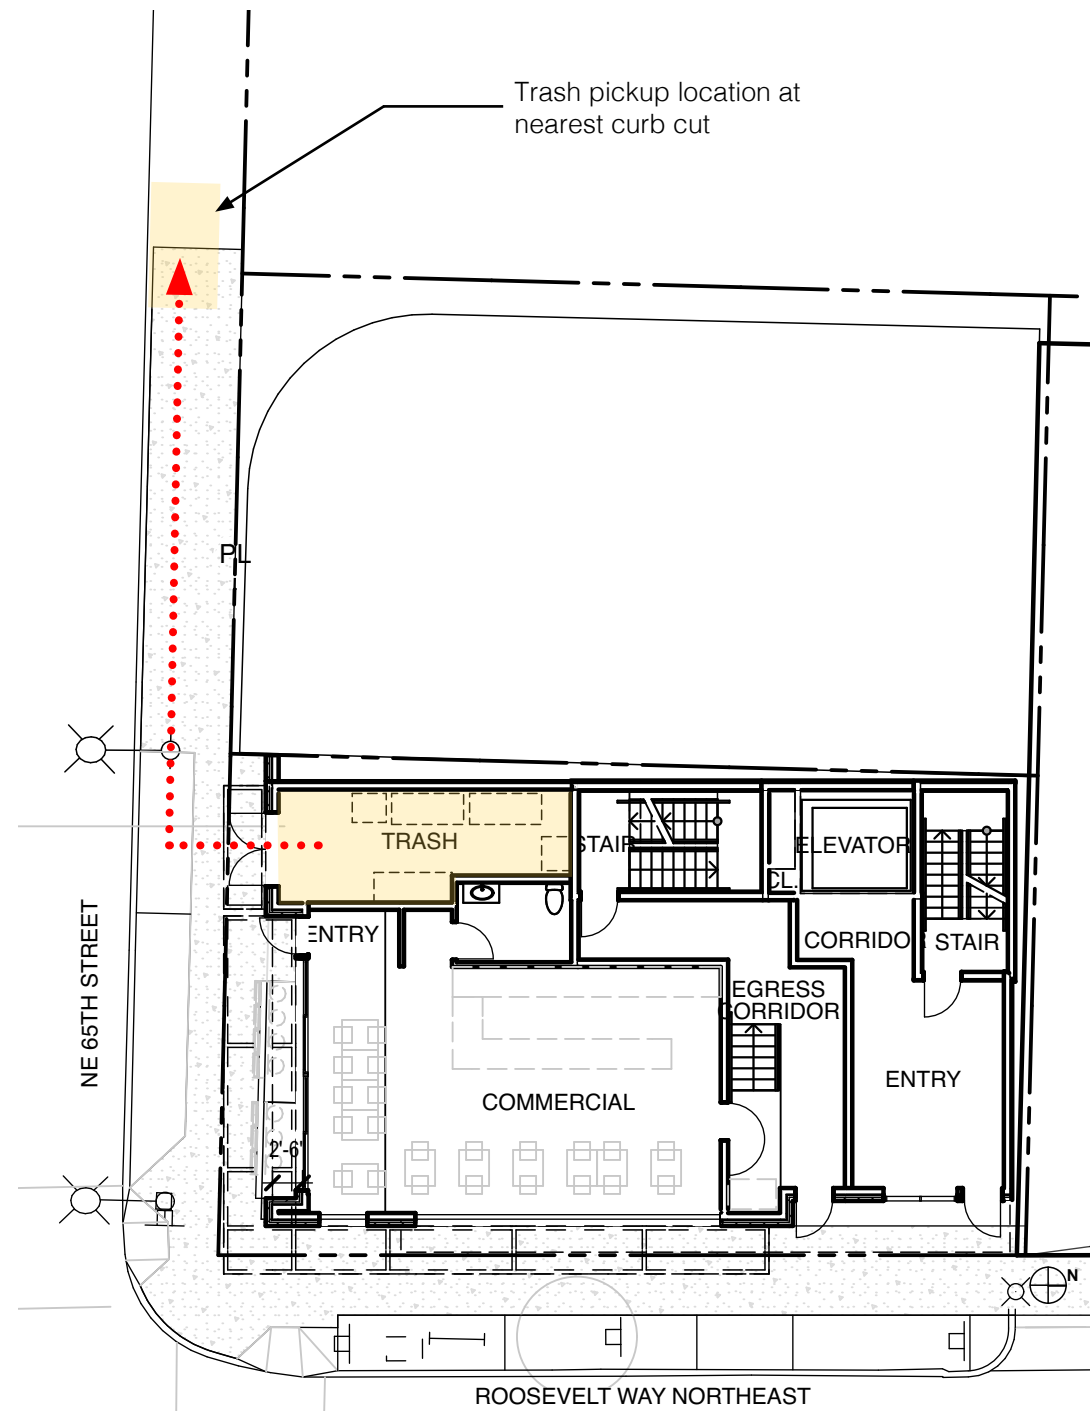 Trash pickup location at
nearest curb cut
PL
TRASH
STAIR
ELEVATOR
CL.
ENTRY
CORRIDO
STAIR
EGRESS
CORRIDOR
NE 65TH STREET
ENTRY
COMMERCIAL
2'-6"
N
ROOSEVELT WAY NORTHEAST